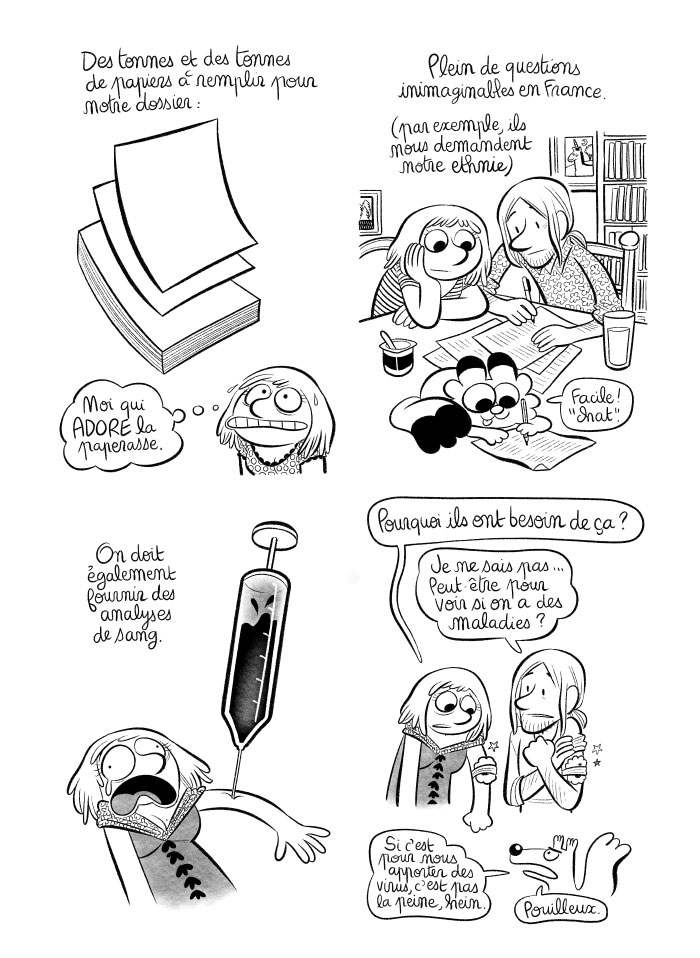 Des tonnes et des tonnes
de papiers à remplir pour
notre dossier :
Moi qui
ADORE la
paperasse.
Plein de questions
inimaginables en France.
(par exemple, ils
nous demandent
notre ethnie)
Facile !
"chat".
On doit
également
fournir des
analyses
de sang.
Pourquoi ils ont besoin de ça ?
Je ne sais pas...
Peut-être pour
voir si on a des
maladies ?
Si c'est
pour nous
apporter des
virus, c'est pas
la peine, hein.
Pouilleux.